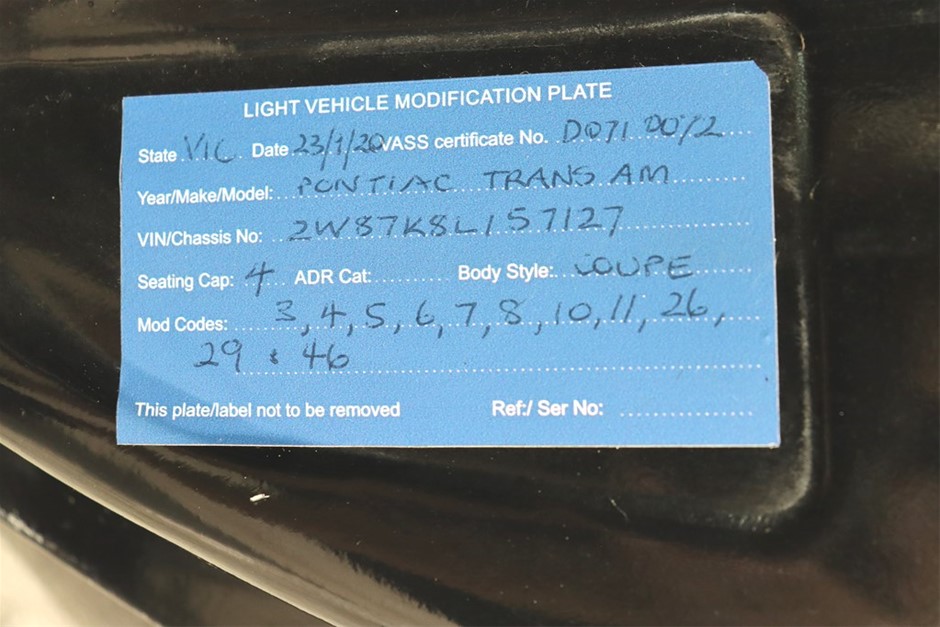 LIGHT VEHICLE MODIFICATION PLATE
State VIC Date 23/1/20 VASS certificate No. D071 0072
Year/Make/Model: PONTIAC TRANS AM
VIN/Chassis No: 2W87K8L157127
Seating Cap: 4 ADR Cat: Body Style: COUPE
Mod Codes: 3, 4, 5, 6, 7, 8, 10, 11, 26,
29 & 46
This plate/label not to be removed Ref:/ Ser No: